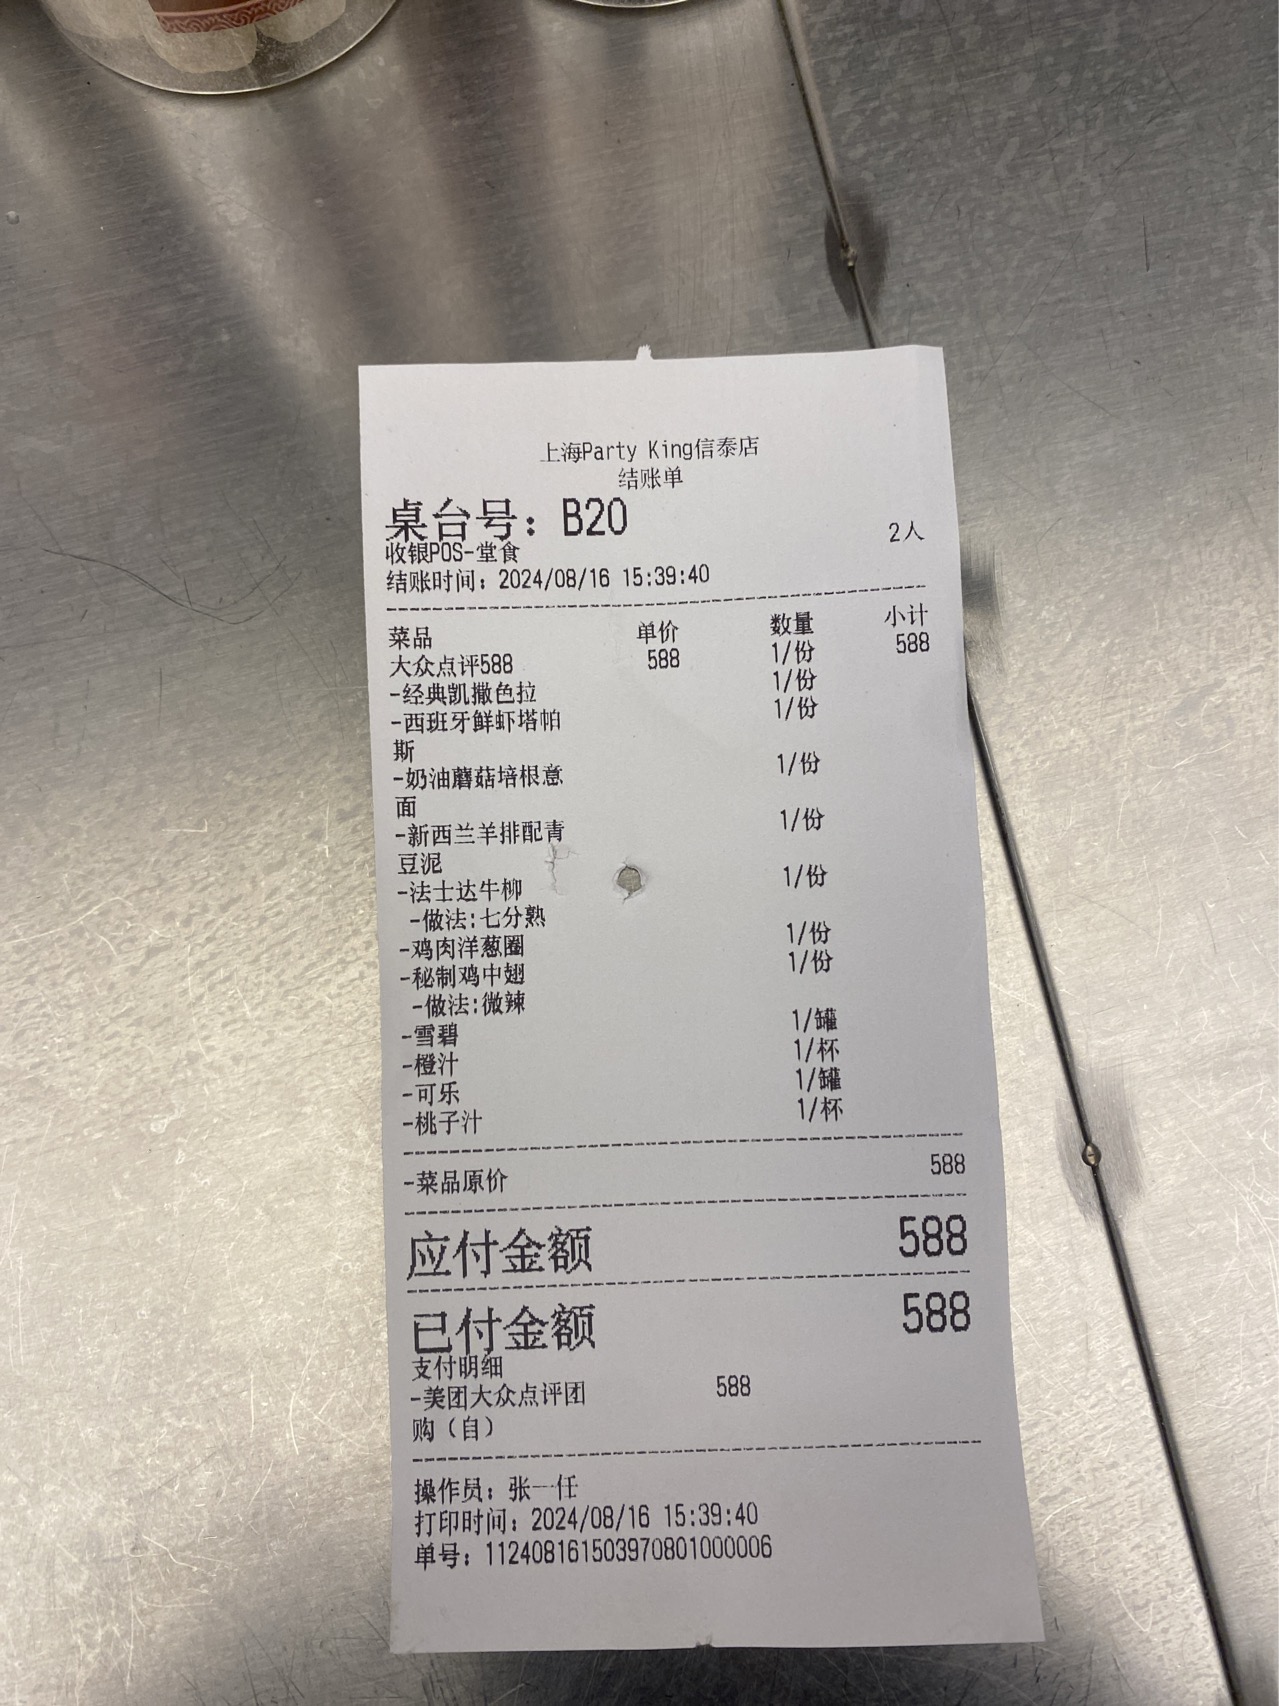 上海Party King信泰店
结账单
桌台号：B20
2人
收银POS-堂食
结账时间：2024/08/16 15:39:40
菜品 单价 数量 小计
大众点评588 588 1/份 588
-经典凯撒色拉 1/份
-西班牙鲜虾塔帕 1/份
斯
-奶油蘑菇培根意 1/份
面
-新西兰羊排配青 1/份
豆泥
-法士达牛柳 1/份
-做法:七分熟
-鸡肉洋葱圈 1/份
-秘制鸡中翅 1/份
-做法:微辣
-雪碧 1/罐
-橙汁 1/杯
-可乐 1/罐
-桃子汁 1/杯
-菜品原价 588
应付金额 588
已付金额 588
支付明细
-美团大众点评团 588
购（自）
操作员：张一任
打印时间：2024/08/16 15:39:40
单号：112408161503970801000006